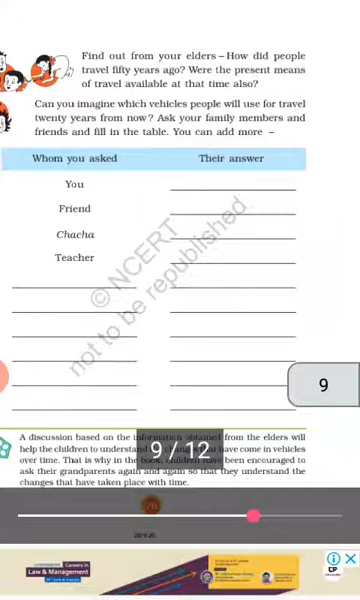 Find out from your elders – How did people
travel fifty years ago? Were the present means
of travel available at that time also?
Can you imagine which vehicles people will use for travel
twenty years from now? Ask your family members and
friends and fill in the table. You can add more –
Whom you asked Their answer
You
Friend
Chacha
Teacher
© NCERT
not to be republished
9
A discussion based on the information obtained from the elders will
help the children to understand the changes that have come in vehicles
over time. That is why in the book, children have been encouraged to
ask their grandparents again and again so that they understand the
changes that have taken place with time.
9 / 12
2019-20
Careers in
Law & Management
CP